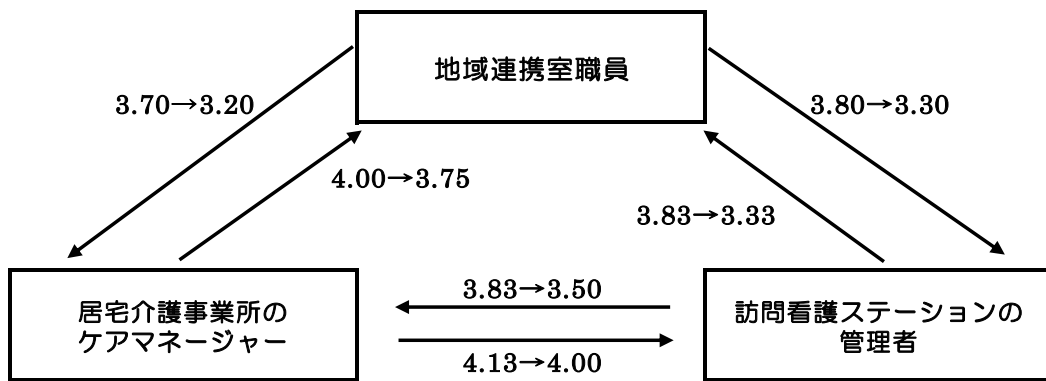 地域連携室職員
3.70→3.20
3.80→3.30
4.00→3.75
3.83→3.33
居宅介護事業所の
ケアマネージャー
3.83→3.50
4.13→4.00
訪問看護ステーションの
管理者